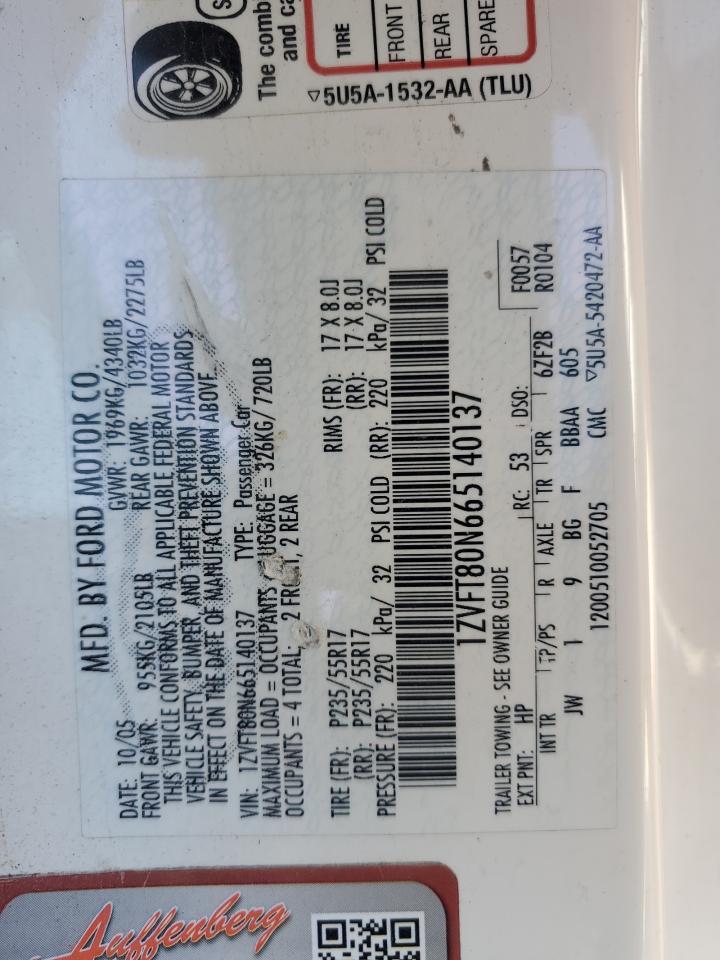 MFD. BY FORD MOTOR CO.
DATE: 10/05 GVWR: 1969KG/4340LB
FRONT GAWR: 955KG/2105LB REAR GAWR: 1032KG/2275LB
THIS VEHICLE CONFORMS TO ALL APPLICABLE FEDERAL MOTOR
VEHICLE SAFETY, BUMPER, AND THEFT PREVENTION STANDARDS
IN EFFECT ON THE DATE OF MANUFACTURE SHOWN ABOVE.
VIN: 1ZVFT80N665140137 TYPE: Passenger Car
MAXIMUM LOAD = OCCUPANTS LUGGAGE = 326KG/ 720LB
OCCUPANTS = 4 TOTAL: 2 FRONT, 2 REAR
TIRE (FR): P235/55R17 RIMS (FR): 17 X 8.0J
(RR): P235/55R17 (RR): 17 X 8.0J
PRESSURE (FR): 220 kPa/ 32 PSI COLD (RR): 220 kPa/ 32 PSI COLD
1ZVFT80N665140137
TRAILER TOWING - SEE OWNER GUIDE
EXT PNT: HP RC: 53 DSO: F0057
INT TR TP/PS R AXLE TR SPR 6ZF2B R0104
JW 1 9 BG F BBAA 605
1200510052705 CMC ▽5U5A-5420472-AA
The comb
and ca
TIRE
FRONT
REAR
SPARE
▽5U5A-1532-AA (TLU)
Auffenberg